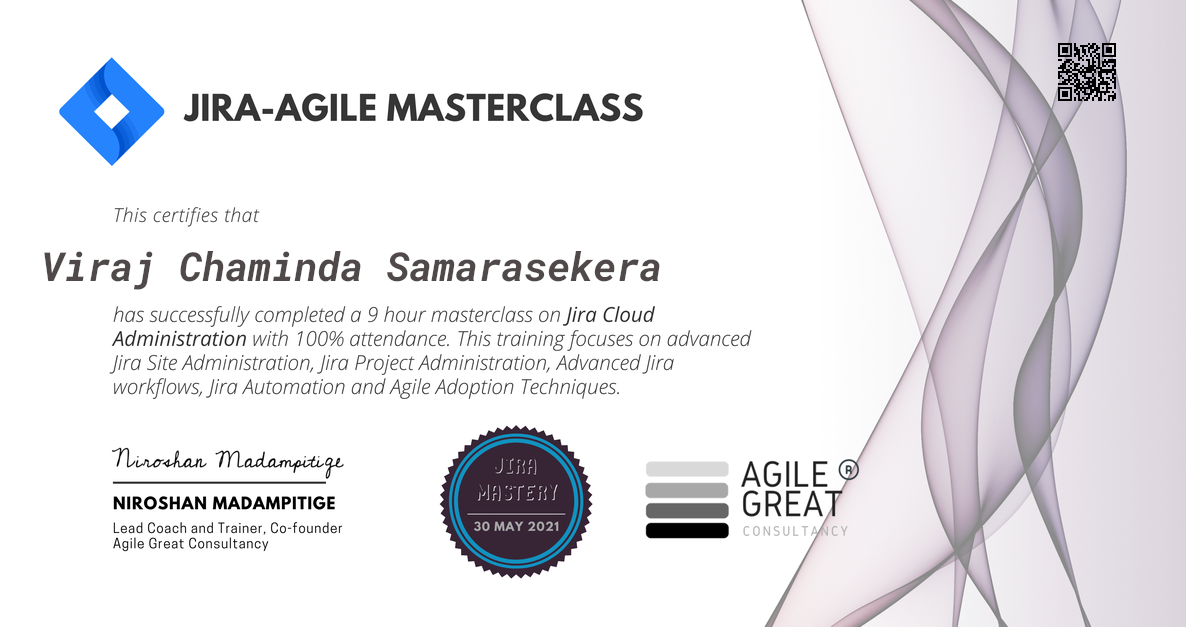 JIRA-AGILE MASTERCLASS
This certifies that
Viraj Chaminda Samarasekera
has successfully completed a 9 hour masterclass on Jira Cloud
Administration with 100% attendance. This training focuses on advanced
Jira Site Administration, Jira Project Administration, Advanced Jira
workflows, Jira Automation and Agile Adoption Techniques.
Niroshan Madampitige
NIROSHAN MADAMPITIGE
Lead Coach and Trainer, Co-founder
Agile Great Consultancy
JIRA
MASTERY
30 MAY 2021
AGILE ®
GREAT
CONSULTANCY